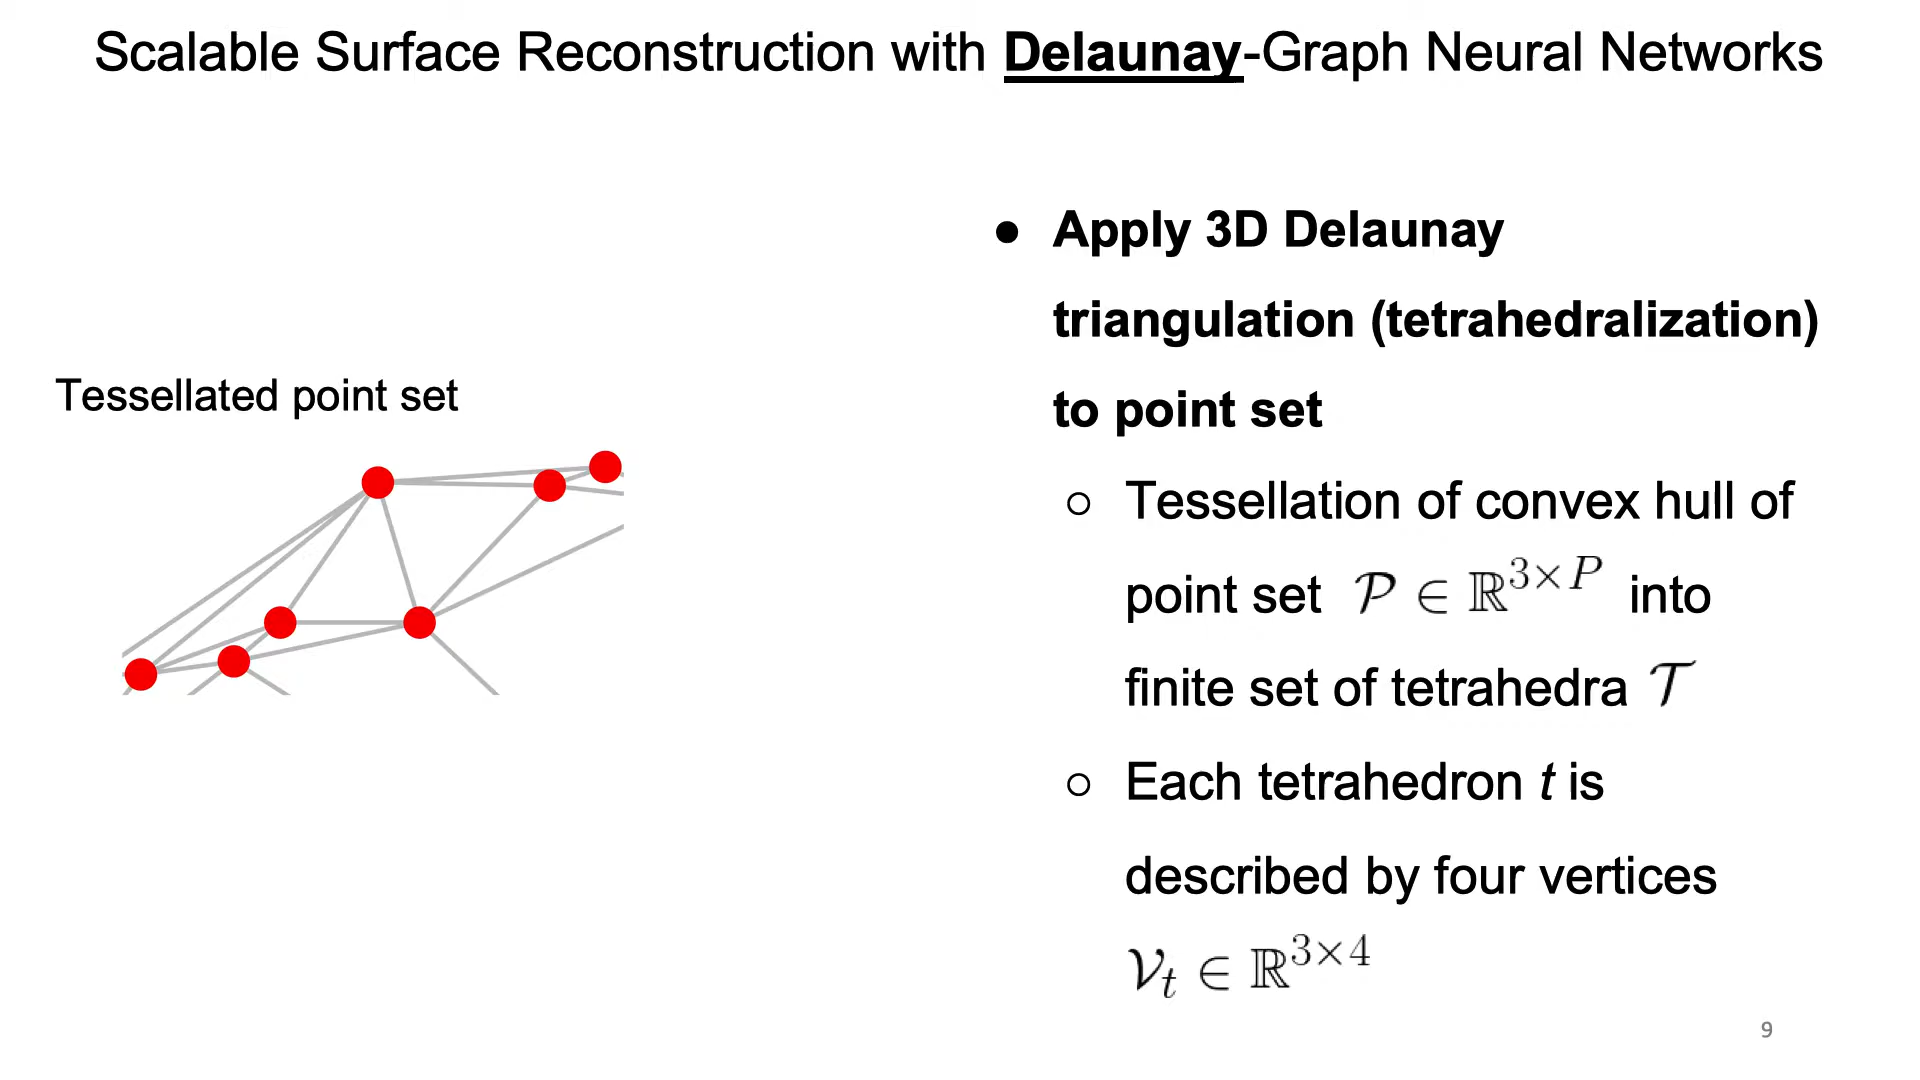 Scalable Surface Reconstruction with Delaunay-Graph Neural Networks
Tessellated point set
● Apply 3D Delaunay
triangulation (tetrahedralization)
to point set
○ Tessellation of convex hull of
point set 𝒫 ∈ ℝ^{3×P} into
finite set of tetrahedra 𝒯
○ Each tetrahedron t is
described by four vertices
𝒱_t ∈ ℝ^{3×4}
9